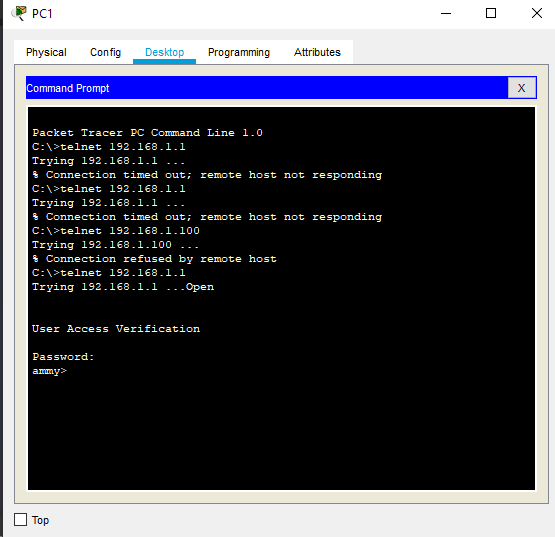 PC1
Physical Config Desktop Programming Attributes
Command Prompt X
Packet Tracer PC Command Line 1.0
C:\>telnet 192.168.1.1
Trying 192.168.1.1 ...
% Connection timed out; remote host not responding
C:\>telnet 192.168.1.1
Trying 192.168.1.1 ...
% Connection timed out; remote host not responding
C:\>telnet 192.168.1.100
Trying 192.168.1.100 ...
% Connection refused by remote host
C:\>telnet 192.168.1.1
Trying 192.168.1.1 ...Open
User Access Verification
Password:
ammy>
Top